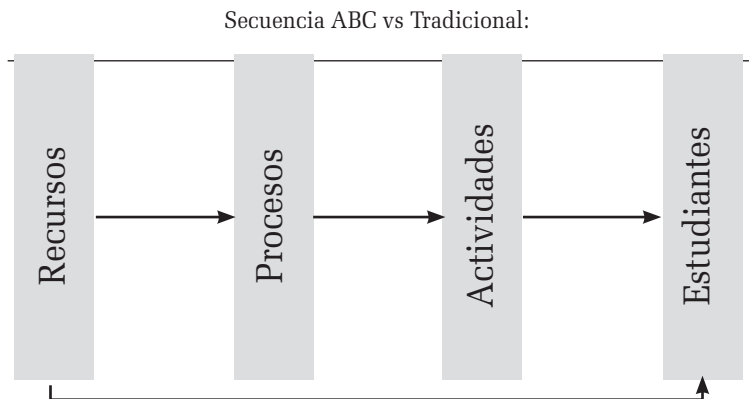 Secuencia ABC vs Tradicional:
Recursos
Procesos
Actividades
Estudiantes